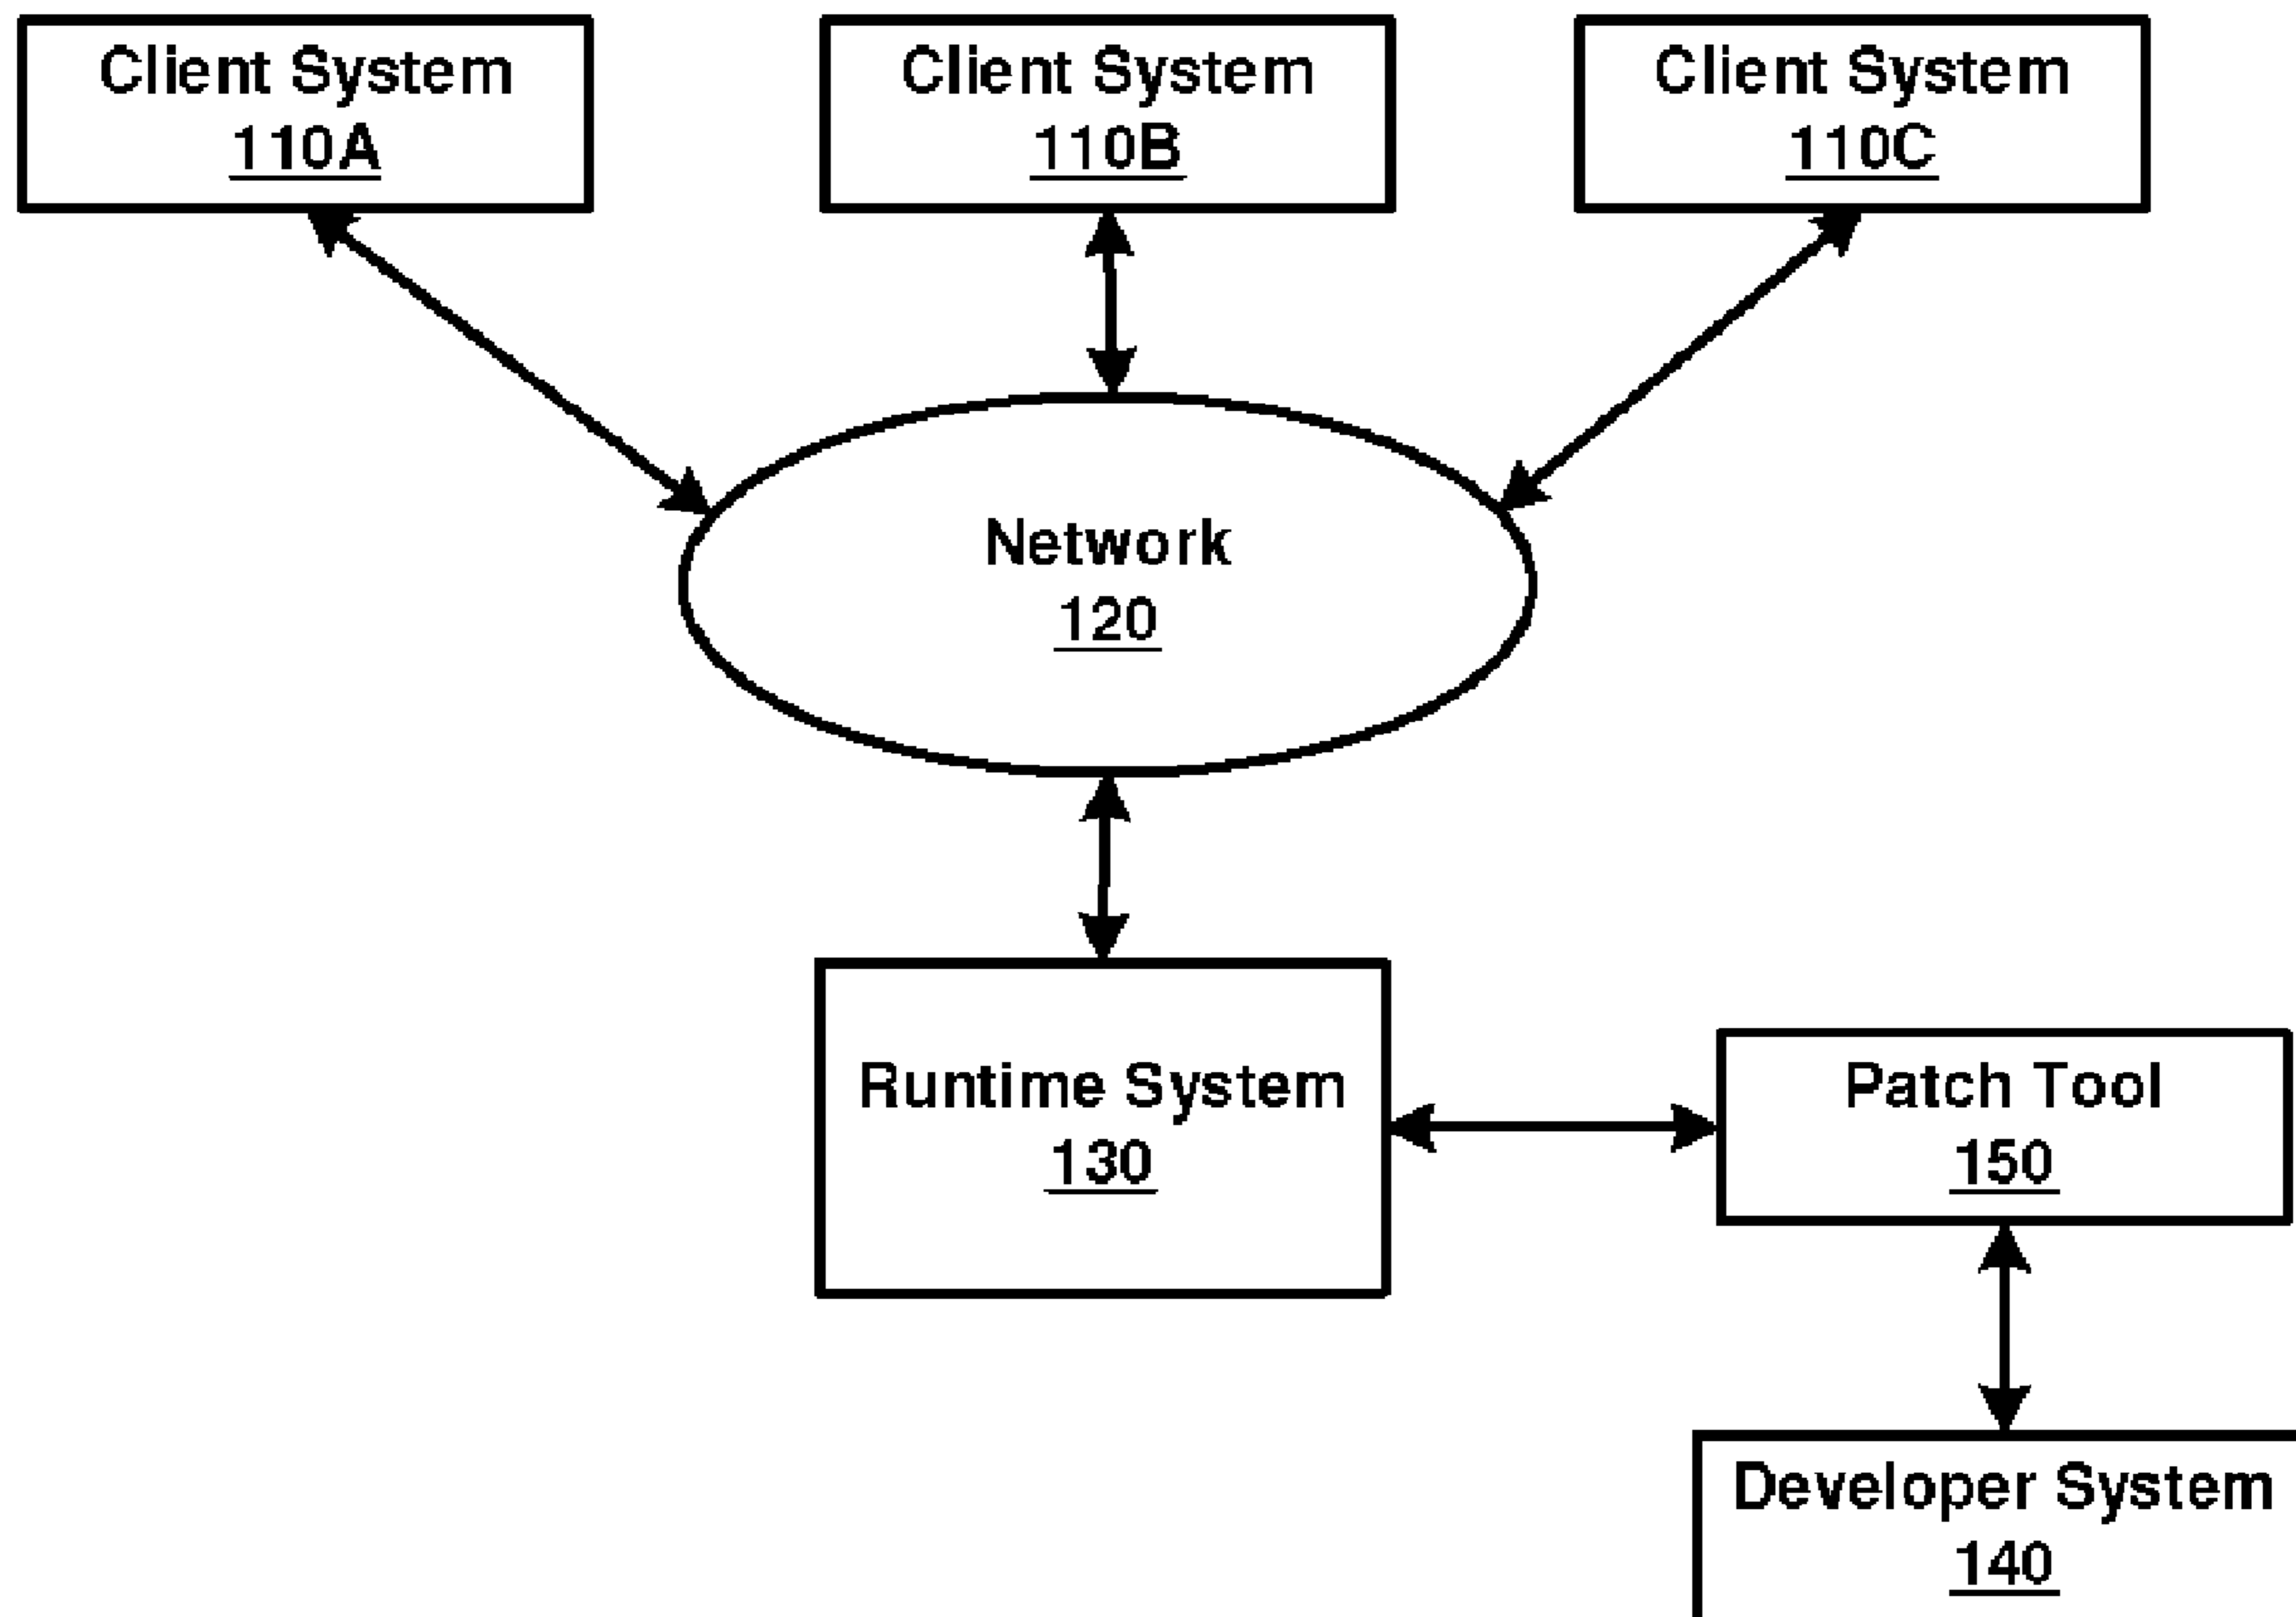 Client System
110A
Client System
110B
Client System
110C
Network
120
Runtime System
130
Patch Tool
150
Developer System
140